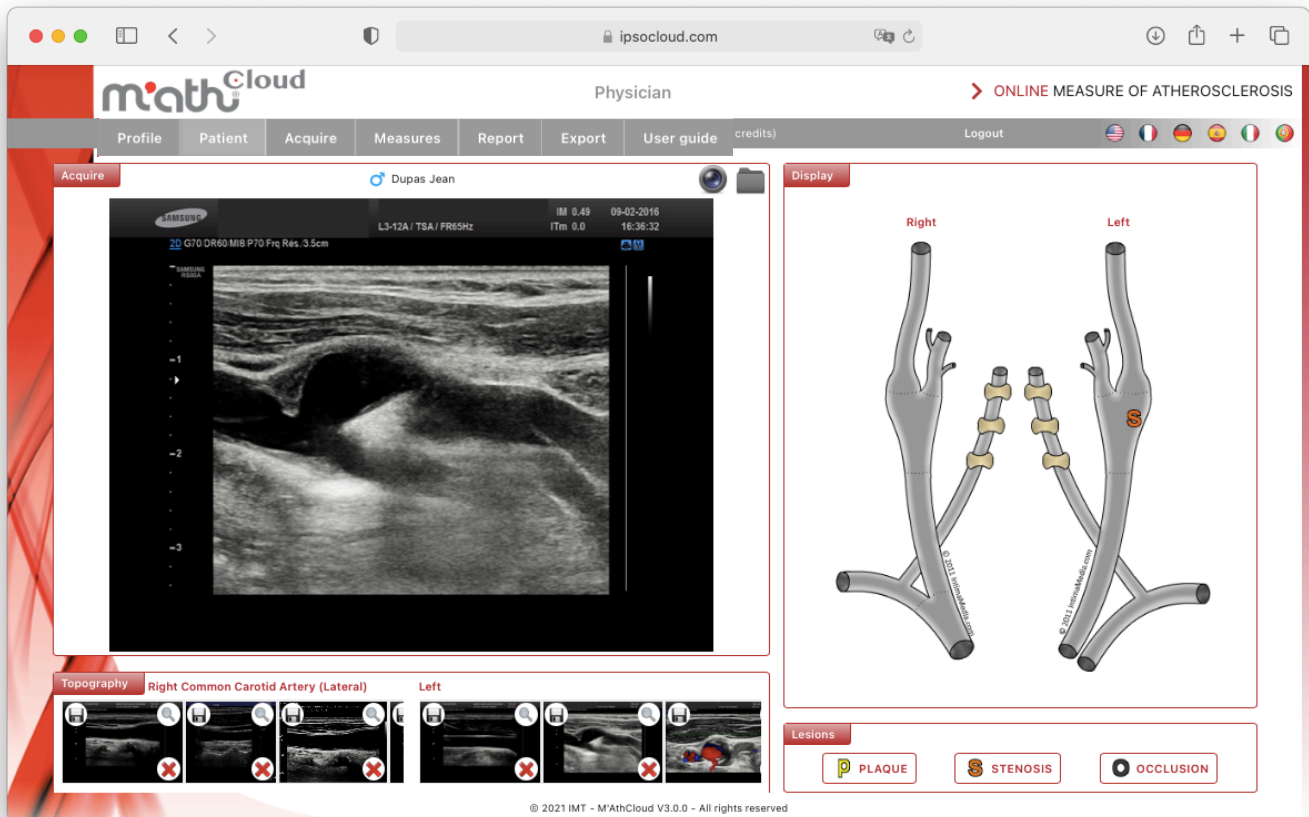 ipsocloud.com
m'ath Cloud ®
Physician
ONLINE MEASURE OF ATHEROSCLEROSIS
Profile Patient Acquire Measures Report Export User guide credits) Logout
Acquire
Dupas Jean
SAMSUNG
IM 0.49 09-02-2016
L3-12A / TSA / FR65Hz ITm 0.0 16:36:32
2D G70/DR60/MI8/P70/Frq Rés./3.5cm
SAMSUNG
RS80A
1
2
3
Display
Right Left
S
© 2011 IntimaMedia.com
© 2011 IntimaMedia.com
Topography Right Common Carotid Artery (Lateral) Left
Lesions
P PLAQUE S STENOSIS O OCCLUSION
© 2021 IMT - M'AthCloud V3.0.0 - All rights reserved